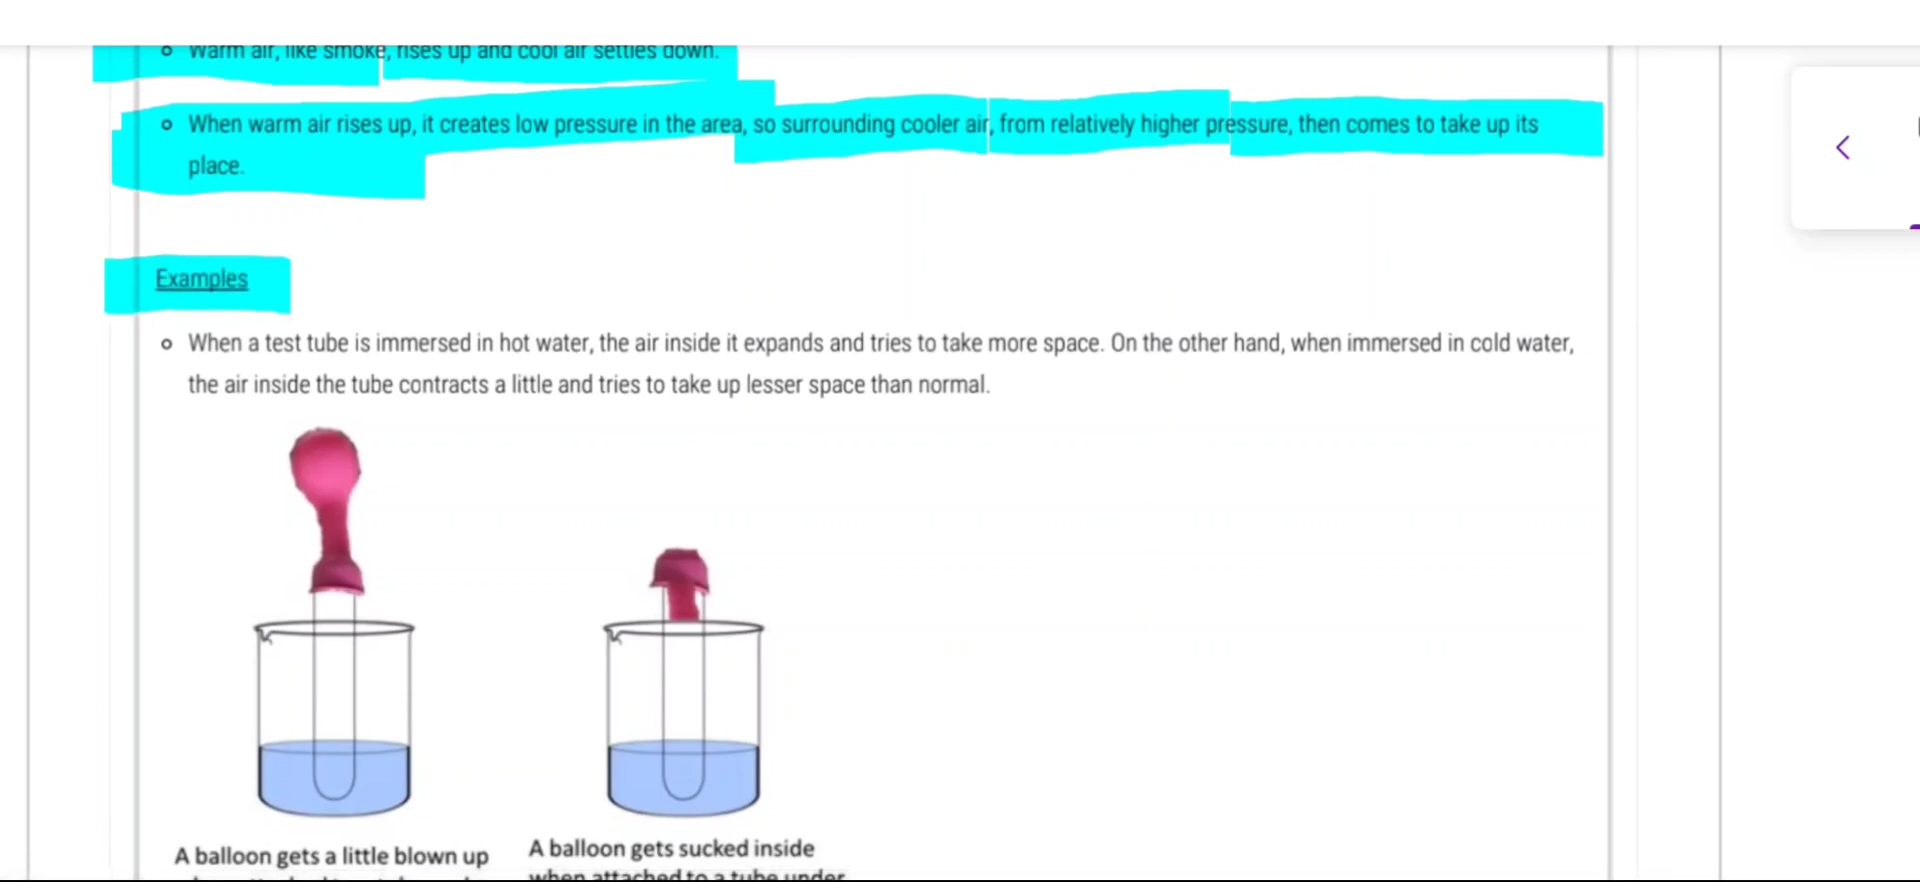 Warm air, like smoke, rises up and cool air settles down.
When warm air rises up, it creates low pressure in the area, so surrounding cooler air, from relatively higher pressure, then comes to take up its
place.
Examples
When a test tube is immersed in hot water, the air inside it expands and tries to take more space. On the other hand, when immersed in cold water,
the air inside the tube contracts a little and tries to take up lesser space than normal.
A balloon gets a little blown up
A balloon gets sucked inside
when attached to a tube under